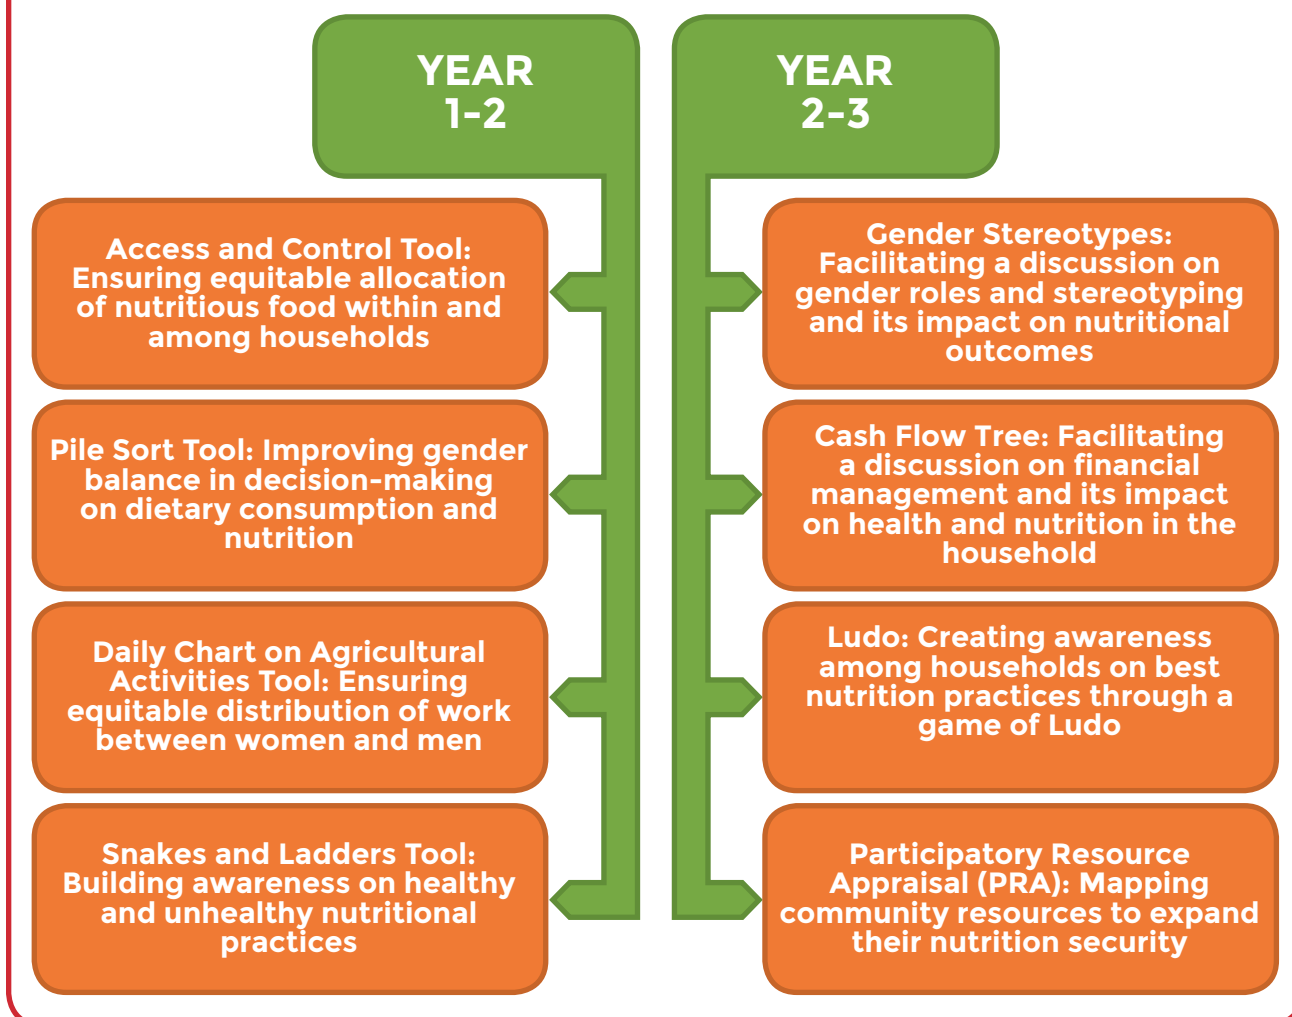 YEAR
1-2
Access and Control Tool:
Ensuring equitable allocation
of nutritious food within and
among households
Pile Sort Tool: Improving gender
balance in decision-making
on dietary consumption and
nutrition
Daily Chart on Agricultural
Activities Tool: Ensuring
equitable distribution of work
between women and men
Snakes and Ladders Tool:
Building awareness on healthy
and unhealthy nutritional
practices
YEAR
2-3
Gender Stereotypes:
Facilitating a discussion on
gender roles and stereotyping
and its impact on nutritional
outcomes
Cash Flow Tree: Facilitating
a discussion on financial
management and its impact
on health and nutrition in the
household
Ludo: Creating awareness
among households on best
nutrition practices through a
game of Ludo
Participatory Resource
Appraisal (PRA): Mapping
community resources to expand
their nutrition security